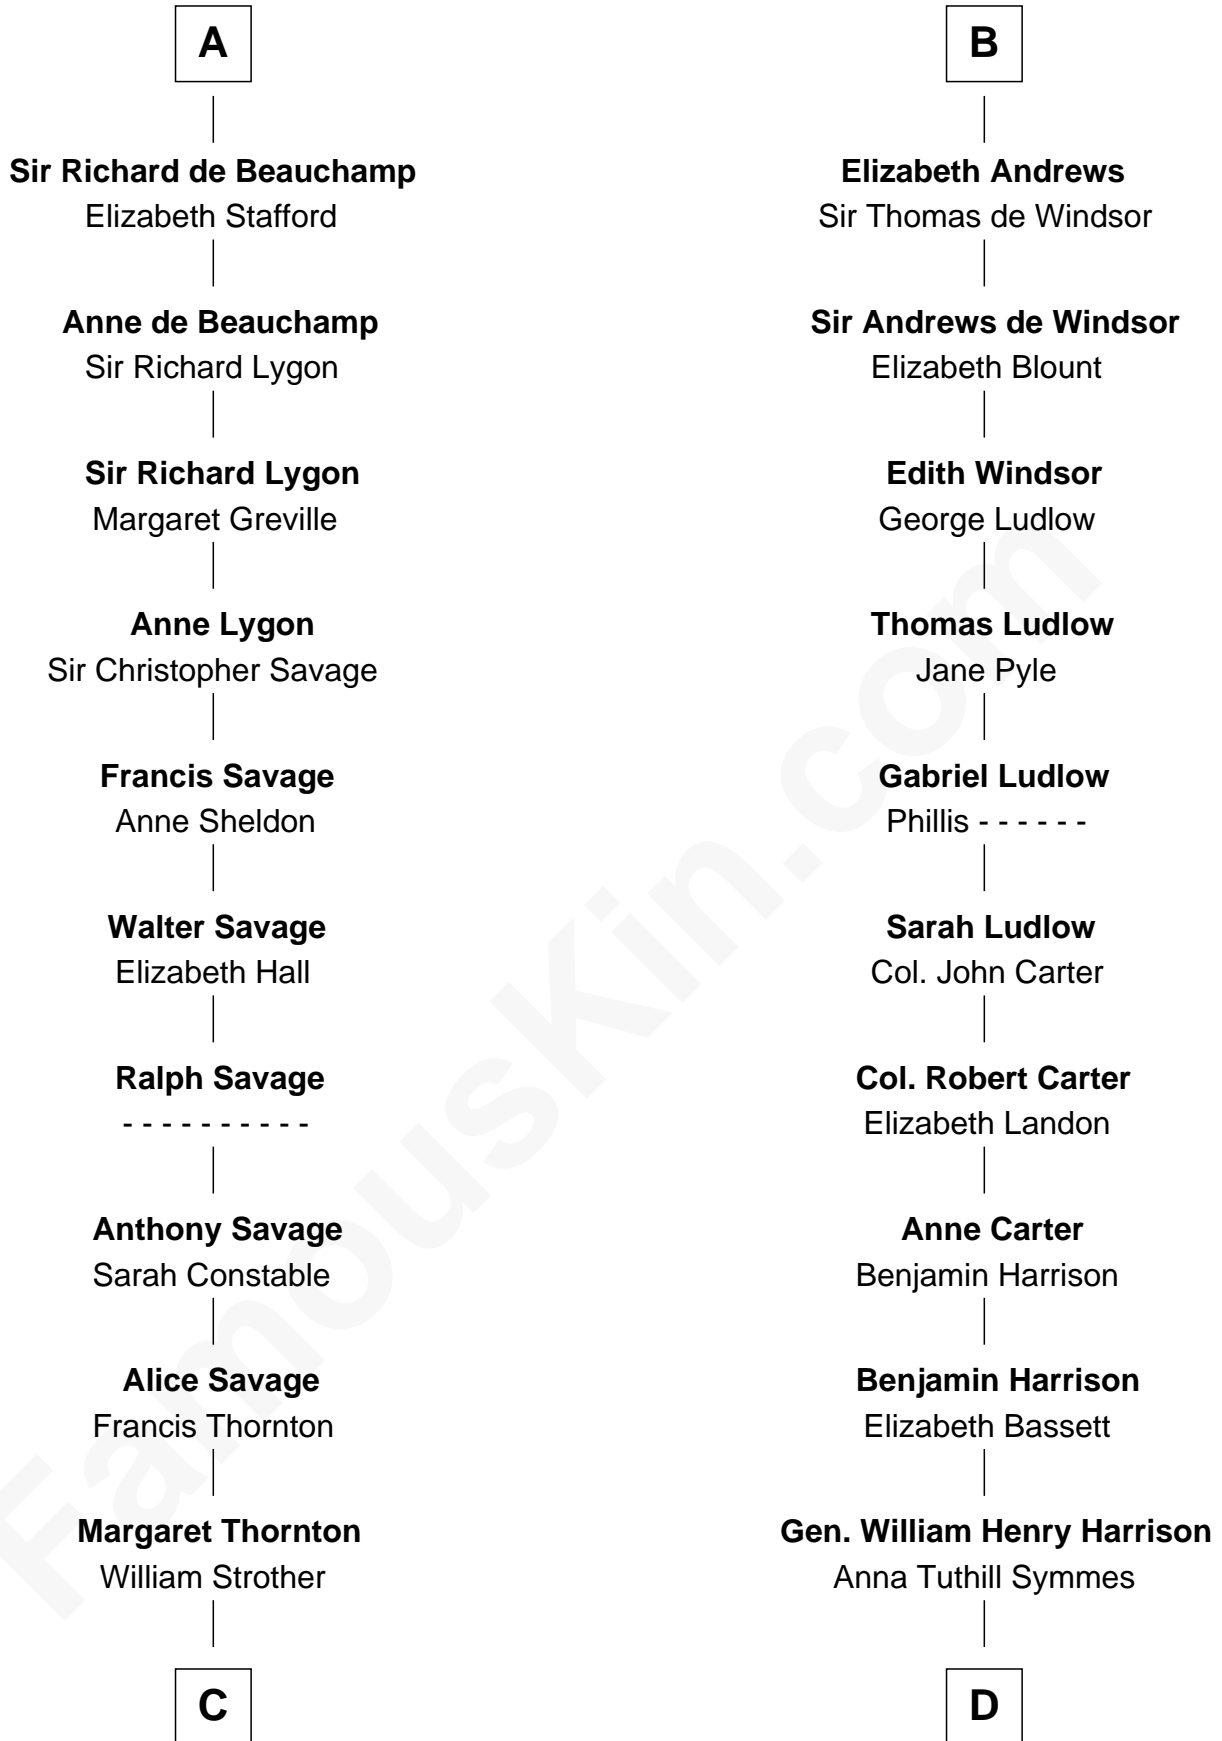 A
Sir Richard de Beauchamp
Elizabeth Stafford
Anne de Beauchamp
Sir Richard Lygon
Sir Richard Lygon
Margaret Greville
Anne Lygon
Sir Christopher Savage
Francis Savage
Anne Sheldon
Walter Savage
Elizabeth Hall
Ralph Savage
- - - - - - - - - -
Anthony Savage
Sarah Constable
Alice Savage
Francis Thornton
Margaret Thornton
William Strother
C
B
Elizabeth Andrews
Sir Thomas de Windsor
Sir Andrews de Windsor
Elizabeth Blount
Edith Windsor
George Ludlow
Thomas Ludlow
Jane Pyle
Gabriel Ludlow
Phillis - - - - - -
Sarah Ludlow
Col. John Carter
Col. Robert Carter
Elizabeth Landon
Anne Carter
Benjamin Harrison
Benjamin Harrison
Elizabeth Bassett
Gen. William Henry Harrison
Anna Tuthill Symmes
D
FamousKin.com